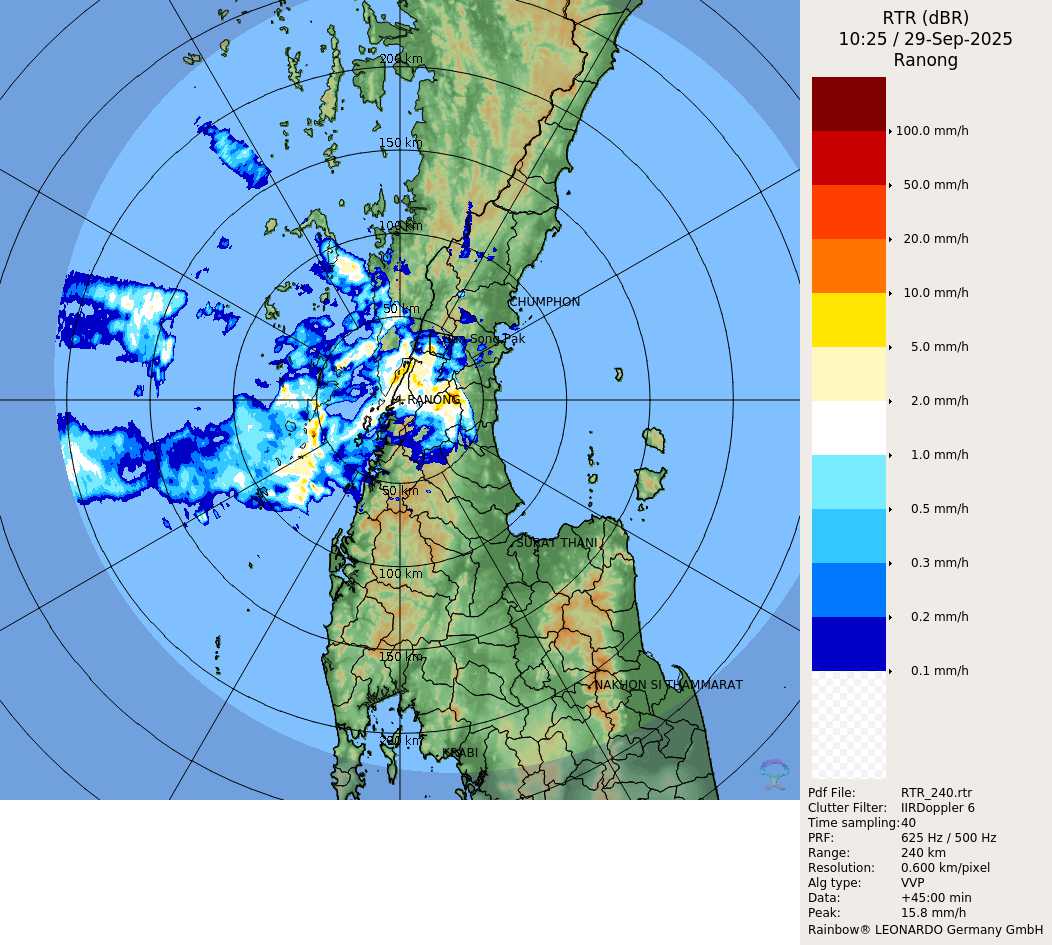 RTR (dBR)
10:25 / 29-Sep-2025
Ranong
200 km
150 km
100 km
50 km
CHUMPHON
RANONG
50 km
SURAT THANI
100 km
150 km
NAKHON SI THAMMARAT
200 km
KRABI
100.0 mm/h
50.0 mm/h
20.0 mm/h
10.0 mm/h
5.0 mm/h
2.0 mm/h
1.0 mm/h
0.5 mm/h
0.3 mm/h
0.2 mm/h
0.1 mm/h
Pdf File: RTR_240.rtr
Clutter Filter: IIRDoppler 6
Time sampling: 40
PRF: 625 Hz / 500 Hz
Range: 240 km
Resolution: 0.600 km/pixel
Alg type: VVP
Data: +45:00 min
Peak: 15.8 mm/h
Rainbow® LEONARDO Germany GmbH